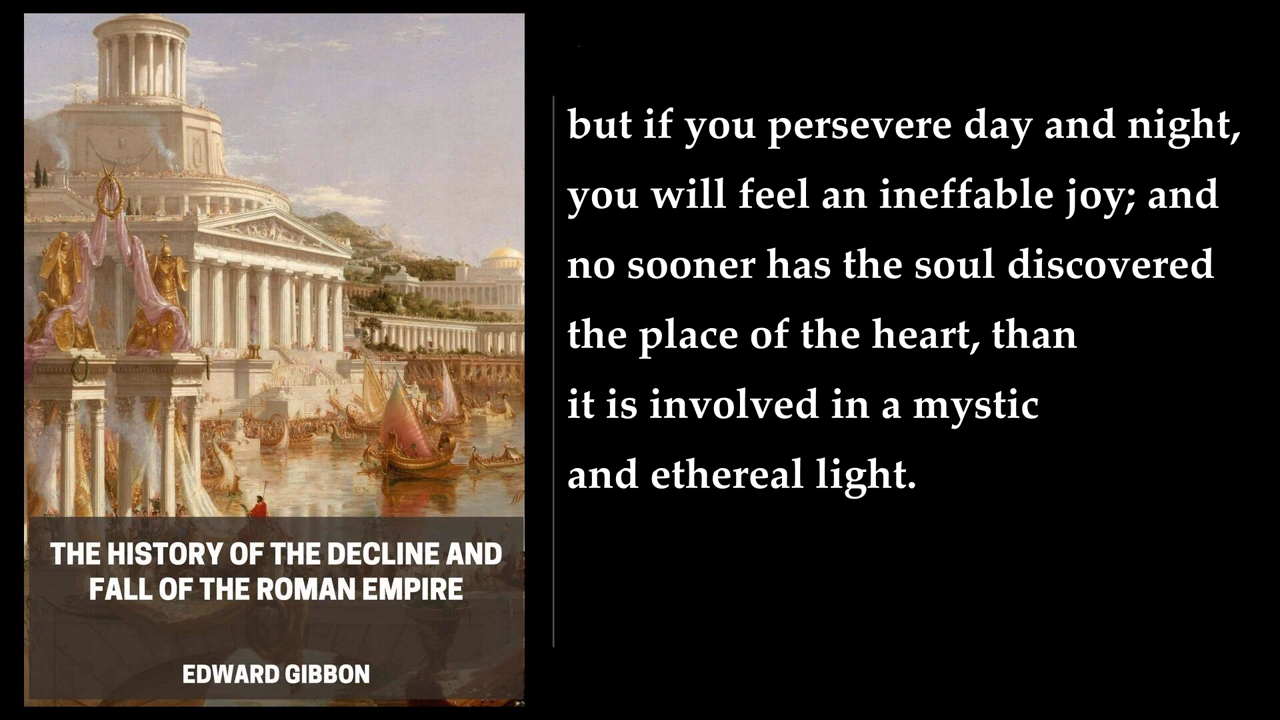 THE HISTORY OF THE DECLINE AND
FALL OF THE ROMAN EMPIRE
EDWARD GIBBON
but if you persevere day and night,
you will feel an ineffable joy; and
no sooner has the soul discovered
the place of the heart, than
it is involved in a mystic
and ethereal light.